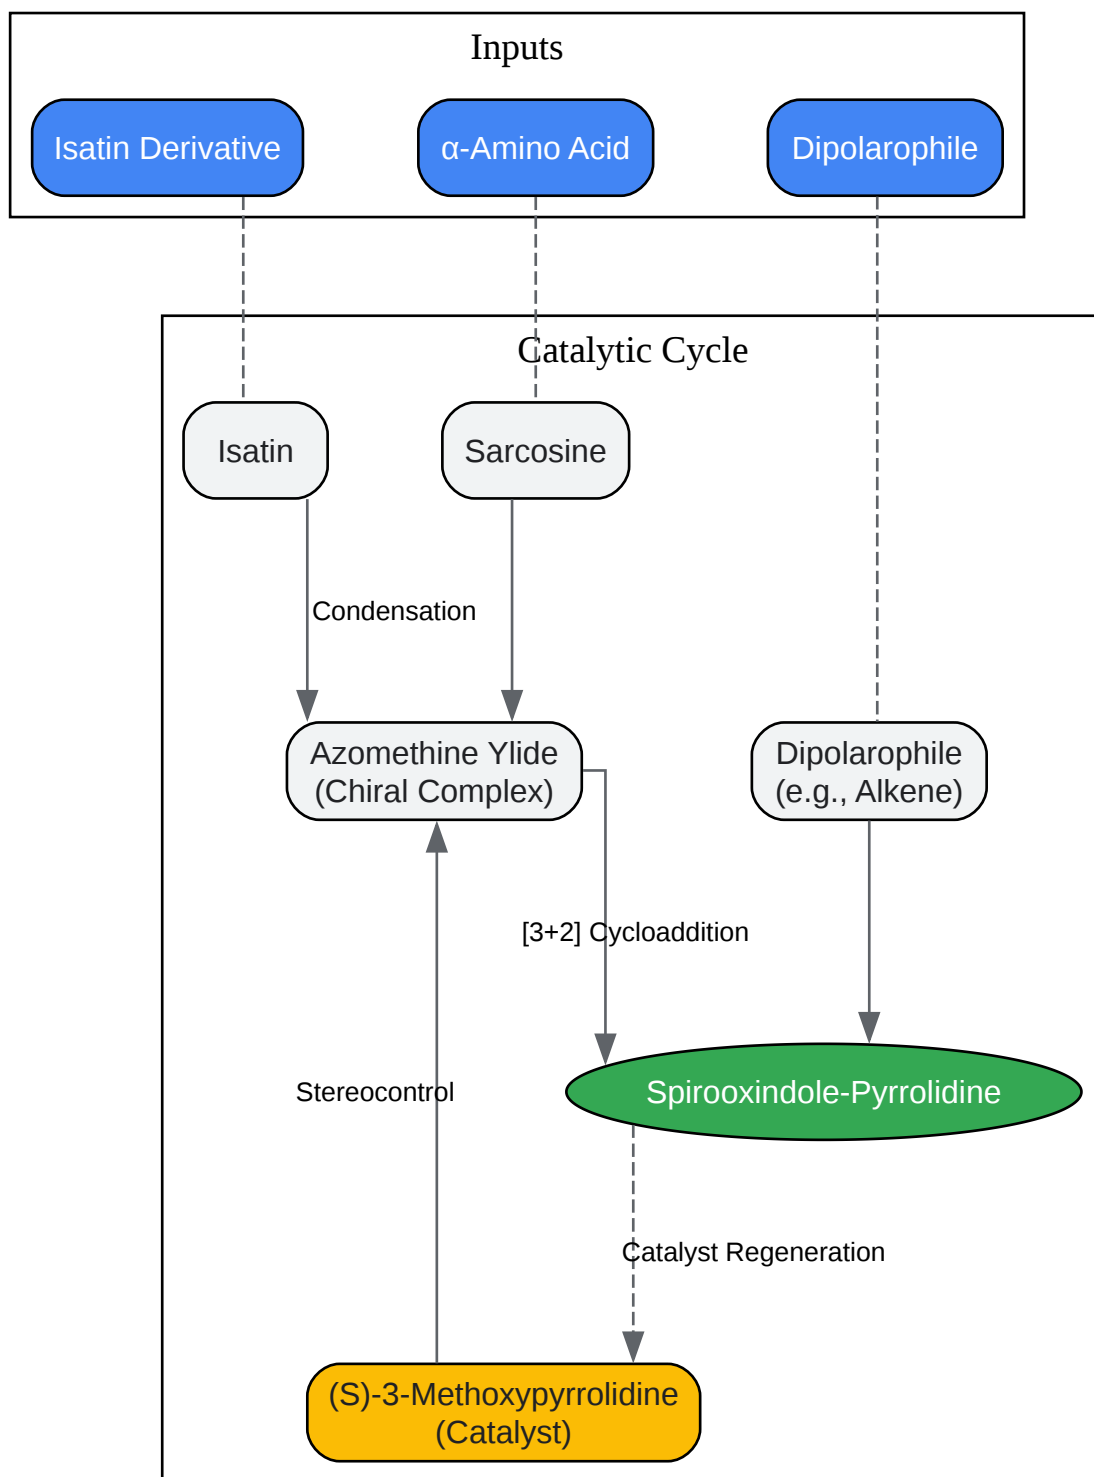 Inputs
Isatin Derivative
α-Amino Acid
Dipolarophile
Catalytic Cycle
Isatin
Sarcosine
Condensation
Azomethine Ylide
(Chiral Complex)
Dipolarophile
(e.g., Alkene)
[3+2] Cycloaddition
Stereocontrol
Spirooxindole-Pyrrolidine
Catalyst Regeneration
(S)-3-Methoxypyrrolidine
(Catalyst)